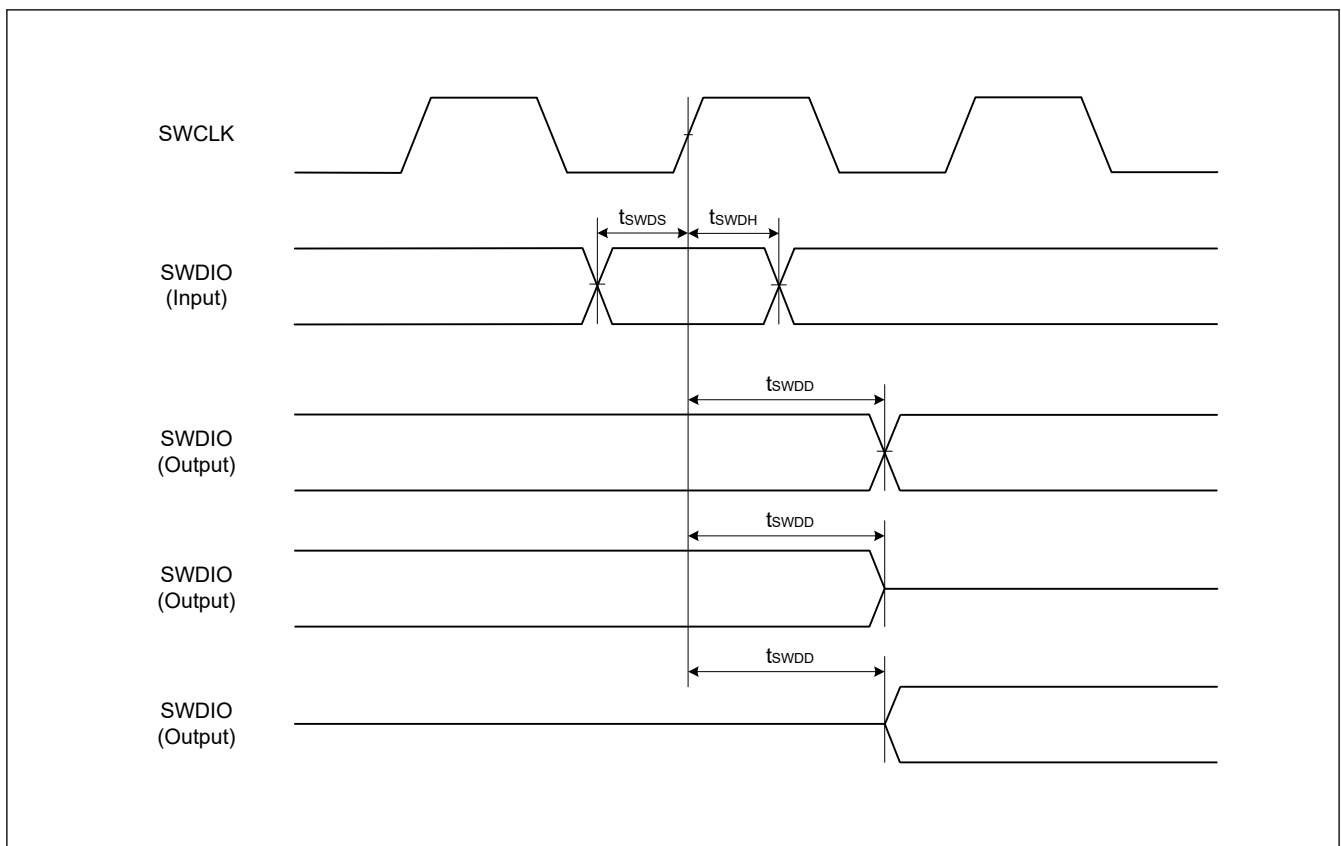 SWCLK
tSWDS
tSWDH
SWDIO
(Input)
tSWDD
SWDIO
(Output)
tSWDD
SWDIO
(Output)
tSWDD
SWDIO
(Output)